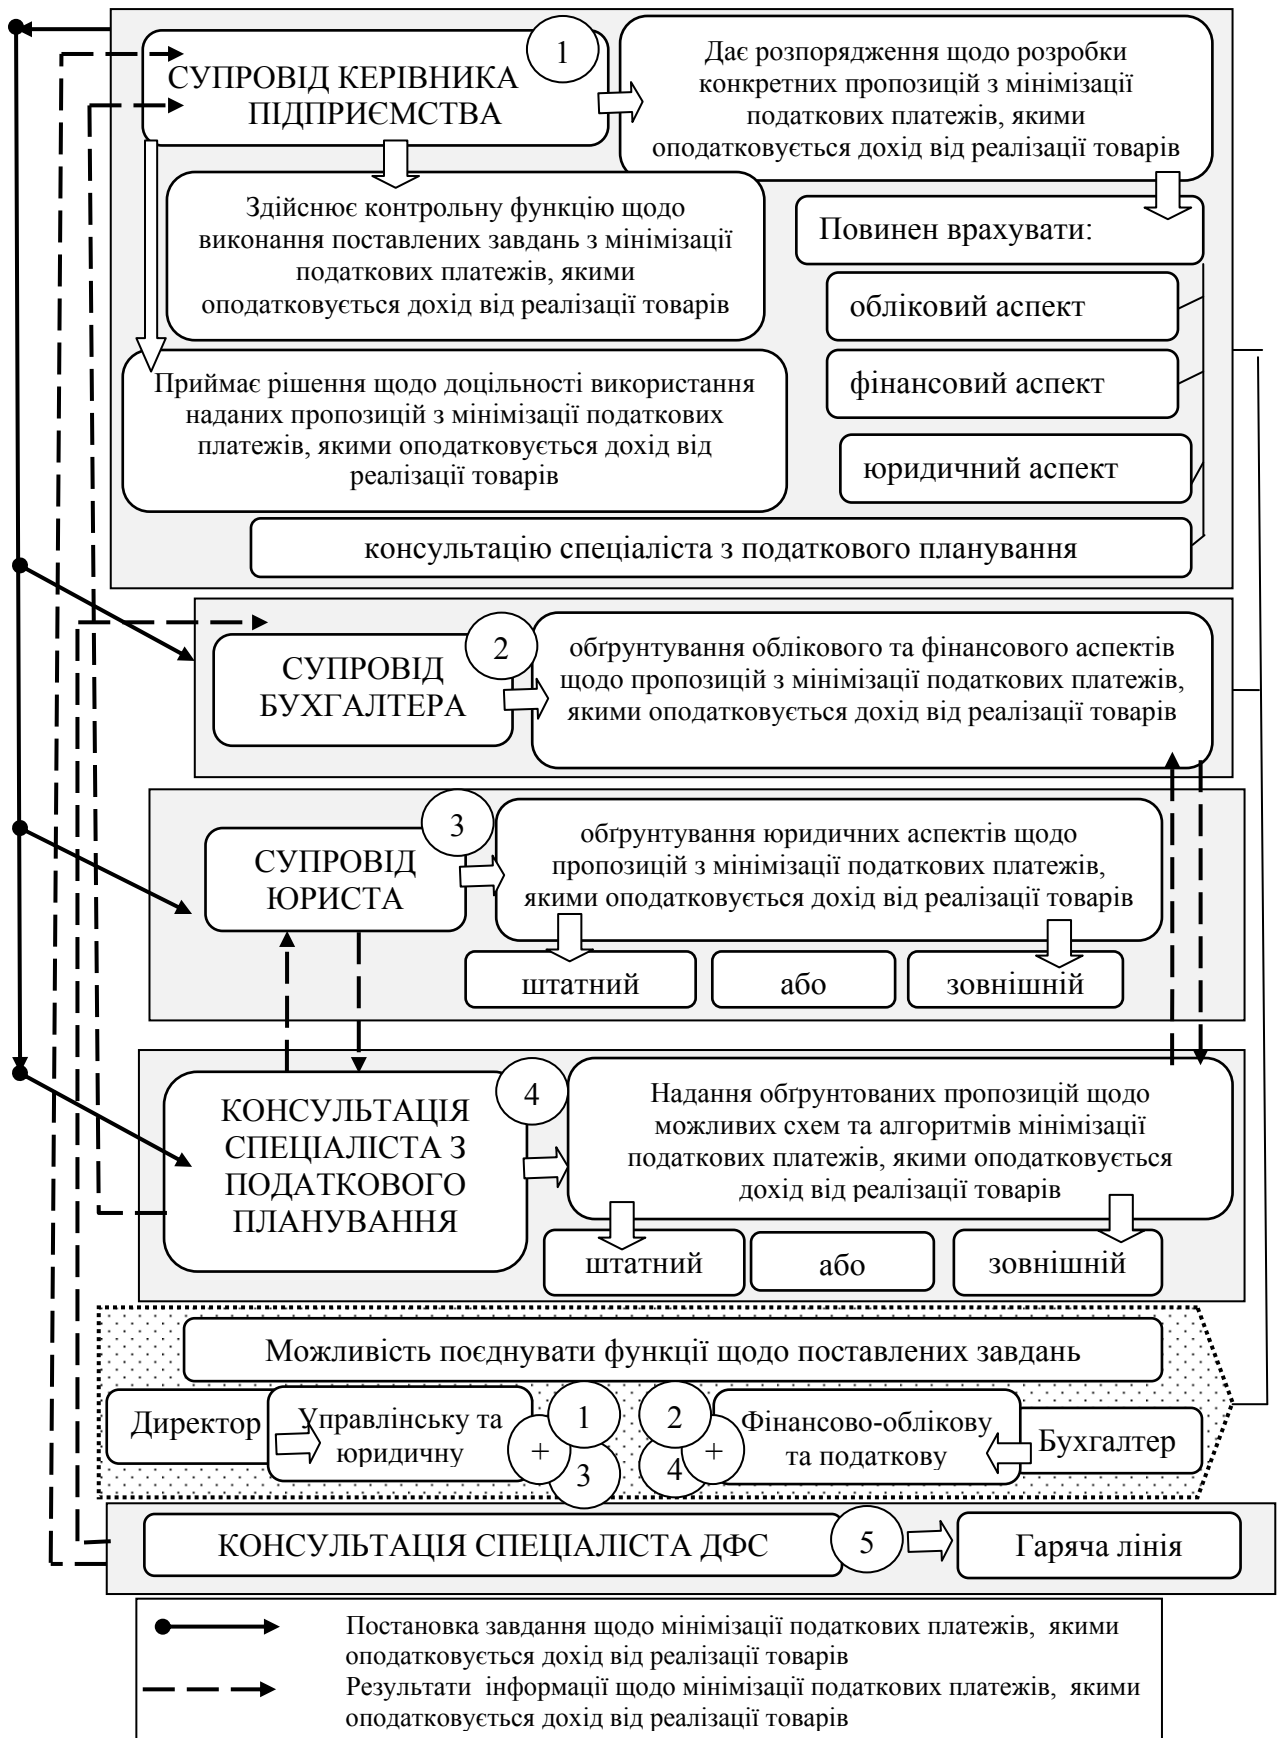 1
СУПРОВІД КЕРІВНИКА
ПІДПРИЄМСТВА
Дає розпорядження щодо розробки
конкретних пропозицій з мінімізації
податкових платежів, якими
оподатковується дохід від реалізації товарів
Здійснює контрольну функцію щодо
виконання поставлених завдань з мінімізації
податкових платежів, якими
оподатковується дохід від реалізації товарів
Повинен врахувати:
обліковий аспект
фінансовий аспект
юридичний аспект
Приймає рішення щодо доцільності використання
наданих пропозицій з мінімізації податкових
платежів, якими оподатковується дохід від
реалізації товарів
консультацію спеціаліста з податкового планування
2
СУПРОВІД
БУХГАЛТЕРА
обґрунтування облікового та фінансового аспектів
щодо пропозицій з мінімізації податкових платежів,
якими оподатковується дохід від реалізації товарів
3
СУПРОВІД
ЮРИСТА
обґрунтування юридичних аспектів щодо
пропозицій з мінімізації податкових платежів,
якими оподатковується дохід від реалізації товарів
штатний
або
зовнішній
4
КОНСУЛЬТАЦІЯ
СПЕЦІАЛІСТА З
ПОДАТКОВОГО
ПЛАНУВАННЯ
Надання обґрунтованих пропозицій щодо
можливих схем та алгоритмів мінімізації
податкових платежів, якими оподатковується
дохід від реалізації товарів
штатний
або
зовнішній
Можливість поєднувати функції щодо поставлених завдань
Директор
Управлінську та
юридичну
+
1
3
2
4
+
Фінансово-облікову
та податкову
Бухгалтер
КОНСУЛЬТАЦІЯ СПЕЦІАЛІСТА ДФС
5
Гаряча лінія
Постановка завдання щодо мінімізації податкових платежів, якими
оподатковується дохід від реалізації товарів
Результати інформації щодо мінімізації податкових платежів, якими
оподатковується дохід від реалізації товарів